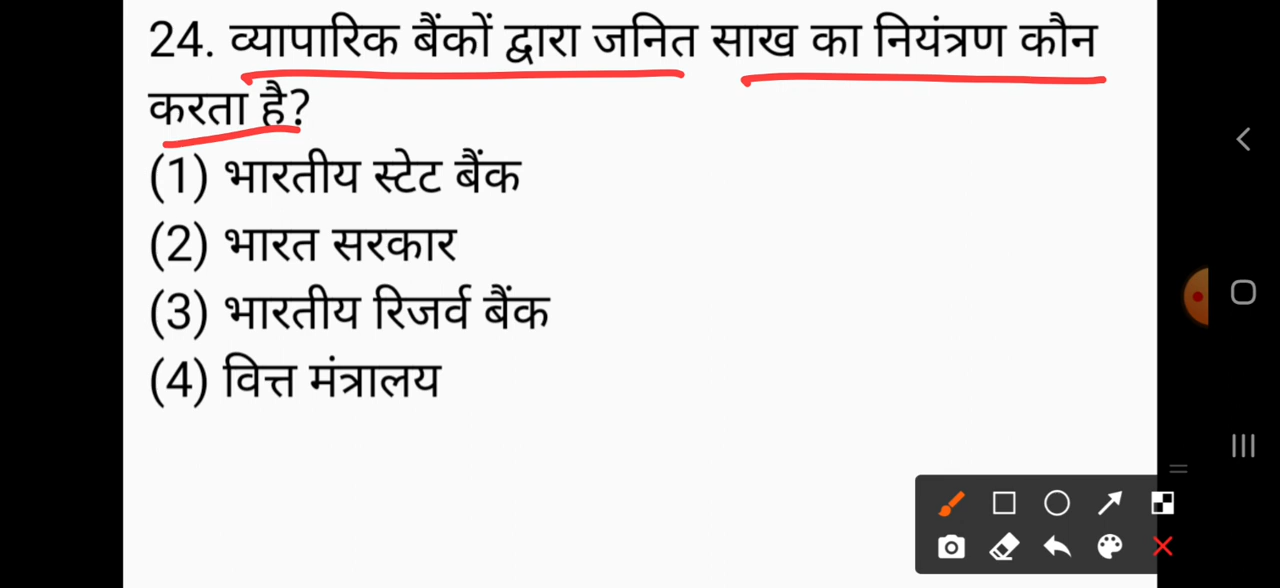 24. व्यापारिक बैंकों द्वारा जनित साख का नियंत्रण कौन
करता है?
(1) भारतीय स्टेट बैंक
(2) भारत सरकार
(3) भारतीय रिजर्व बैंक
(4) वित्त मंत्रालय